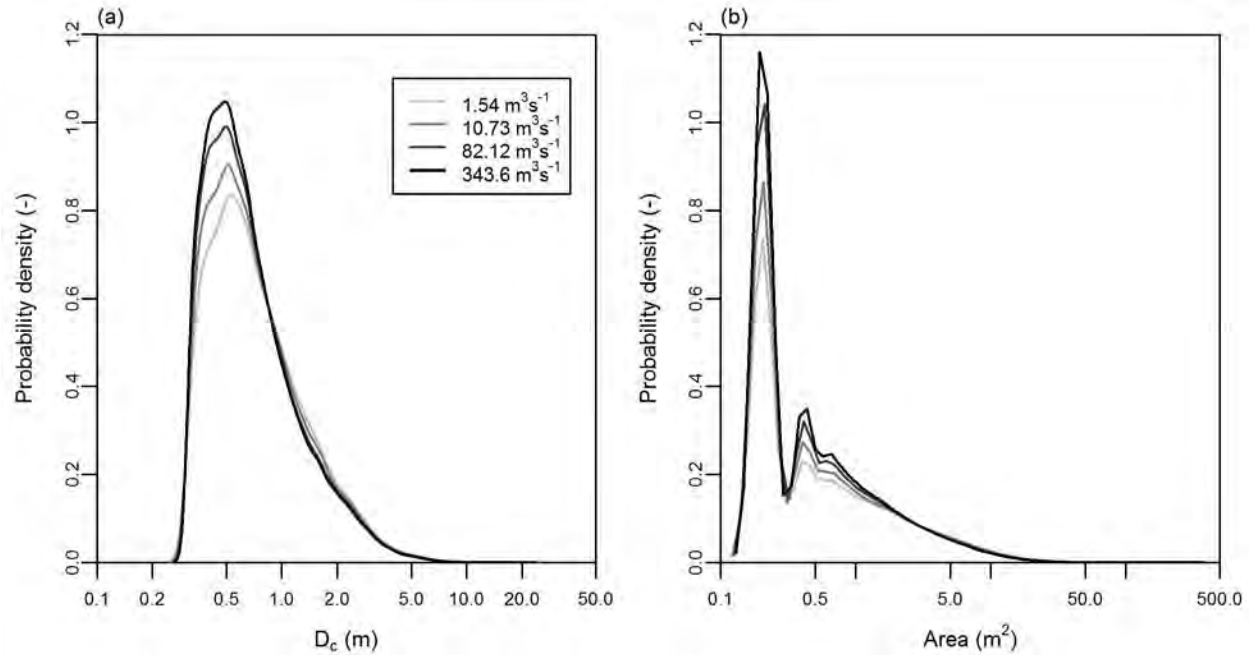 (a)
Probability density (-)
1.2
1.0
0.8
0.6
0.4
0.2
0.0
1.54 m³s⁻¹
10.73 m³s⁻¹
82.12 m³s⁻¹
343.6 m³s⁻¹
0.1 0.2 0.5 1.0 2.0 5.0 10.0 20.0 50.0
D_c (m)
(b)
Probability density (-)
1.2
1.0
0.8
0.6
0.4
0.2
0.0
0.1 0.5 5.0 50.0 500.0
Area (m²)